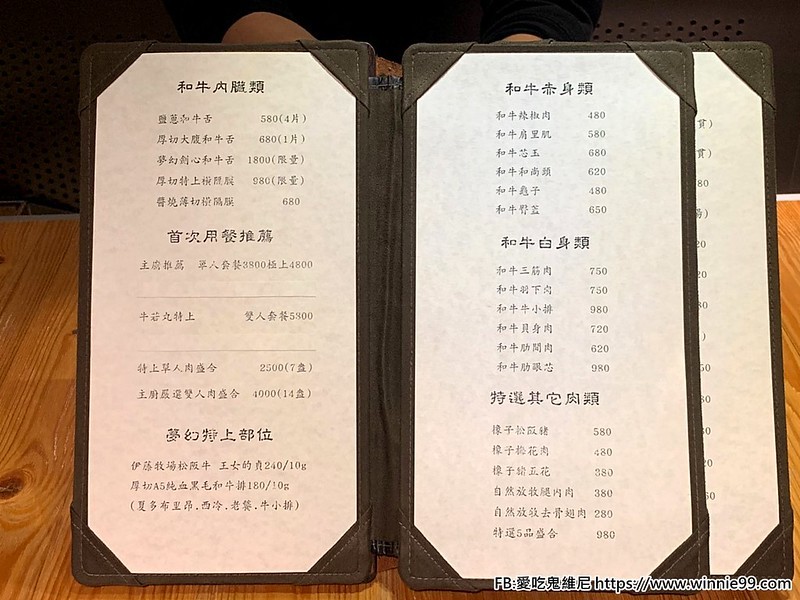 和牛內臟類
鹽蔥和牛舌 580(4片)
厚切大腹和牛舌 680(1片)
夢幻劍心和牛舌 1800(限量)
厚切特上橫膈膜 980(限量)
醬燒薄切橫隔膜 680
首次用餐推薦
主廚推薦 單人套餐3800極上4800
牛若丸特上 雙人套餐5800
特上單人肉盛合 2500(7盎)
主廚嚴選雙人肉盛合 4000(14盎)
夢幻特上部位
伊藤牧場松阪牛 王女的貞240/10g
厚切A5純血黑毛和牛排180/10g
(夏多布里昂.西冷.老饕.牛小排)
和牛赤身類
和牛辣椒肉 480
和牛肩里肌 580
和牛芯玉 680
和牛和尚頭 620
和牛龜子 480
和牛臀蓋 650
和牛白身類
和牛三筋肉 750
和牛羽下肉 750
和牛牛小排 980
和牛貝身肉 720
和牛肋間肉 620
和牛肋眼芯 980
特選其它肉類
橡子松阪豬 580
橡子梅花肉 480
橡子豬五花 380
自然放牧腿內肉 380
自然放牧去骨翅肉 280
特選5品盛合 980
FB:愛吃鬼維尼 https://www.winnie99.com